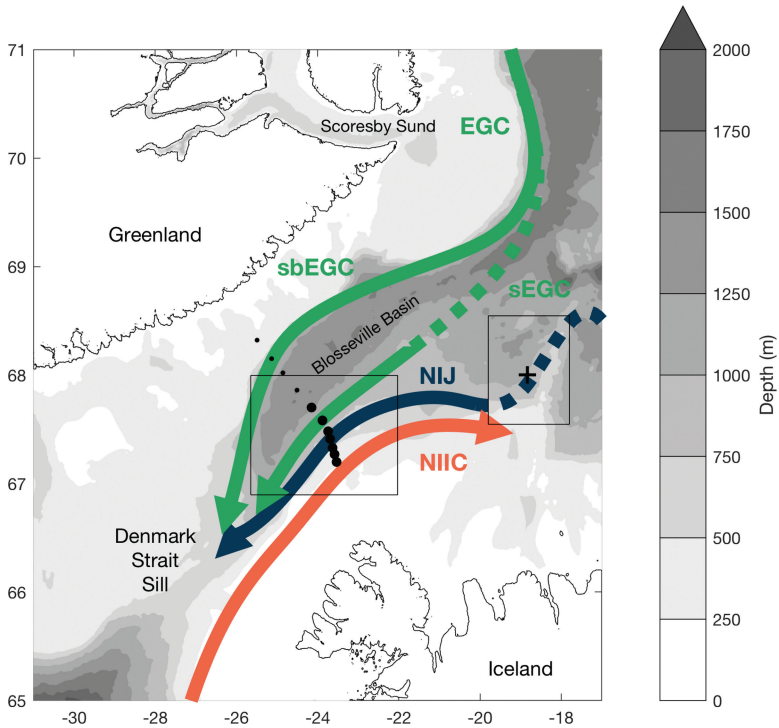 71
70
69
68
67
66
65
-30
-28
-26
-24
-22
-20
-18
Scoresby Sund
EGC
Greenland
sbEGC
sEGC
Blosseville Basin
NIJ
NIIC
Denmark
Strait
Sill
Iceland
2000
1750
1500
1250
1000
750
500
250
0
Depth (m)